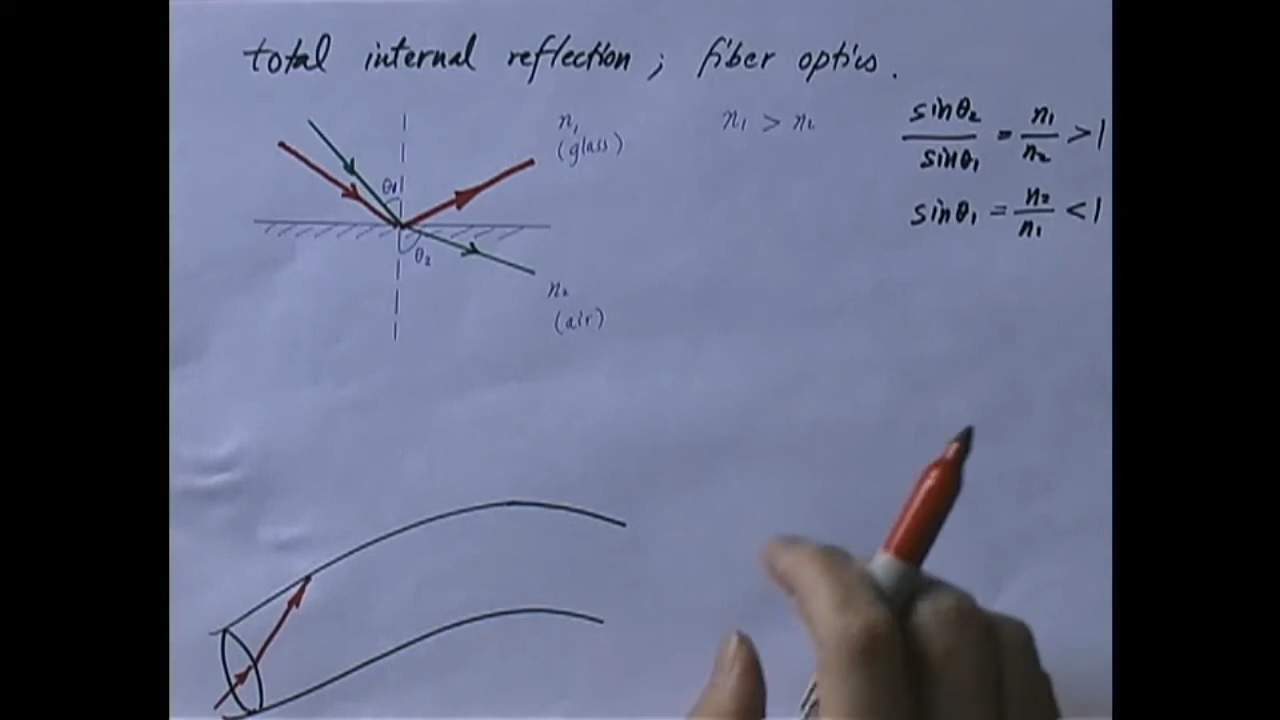 total internal reflection ; fiber optics .
n₁
(glass)
n₁ > n₂
sinθ₂ / sinθ₁ = n₁ / n₂ > 1
sinθ₁ = n₂ / n₁ < 1
θ₁
θ₂
n₂
(air)